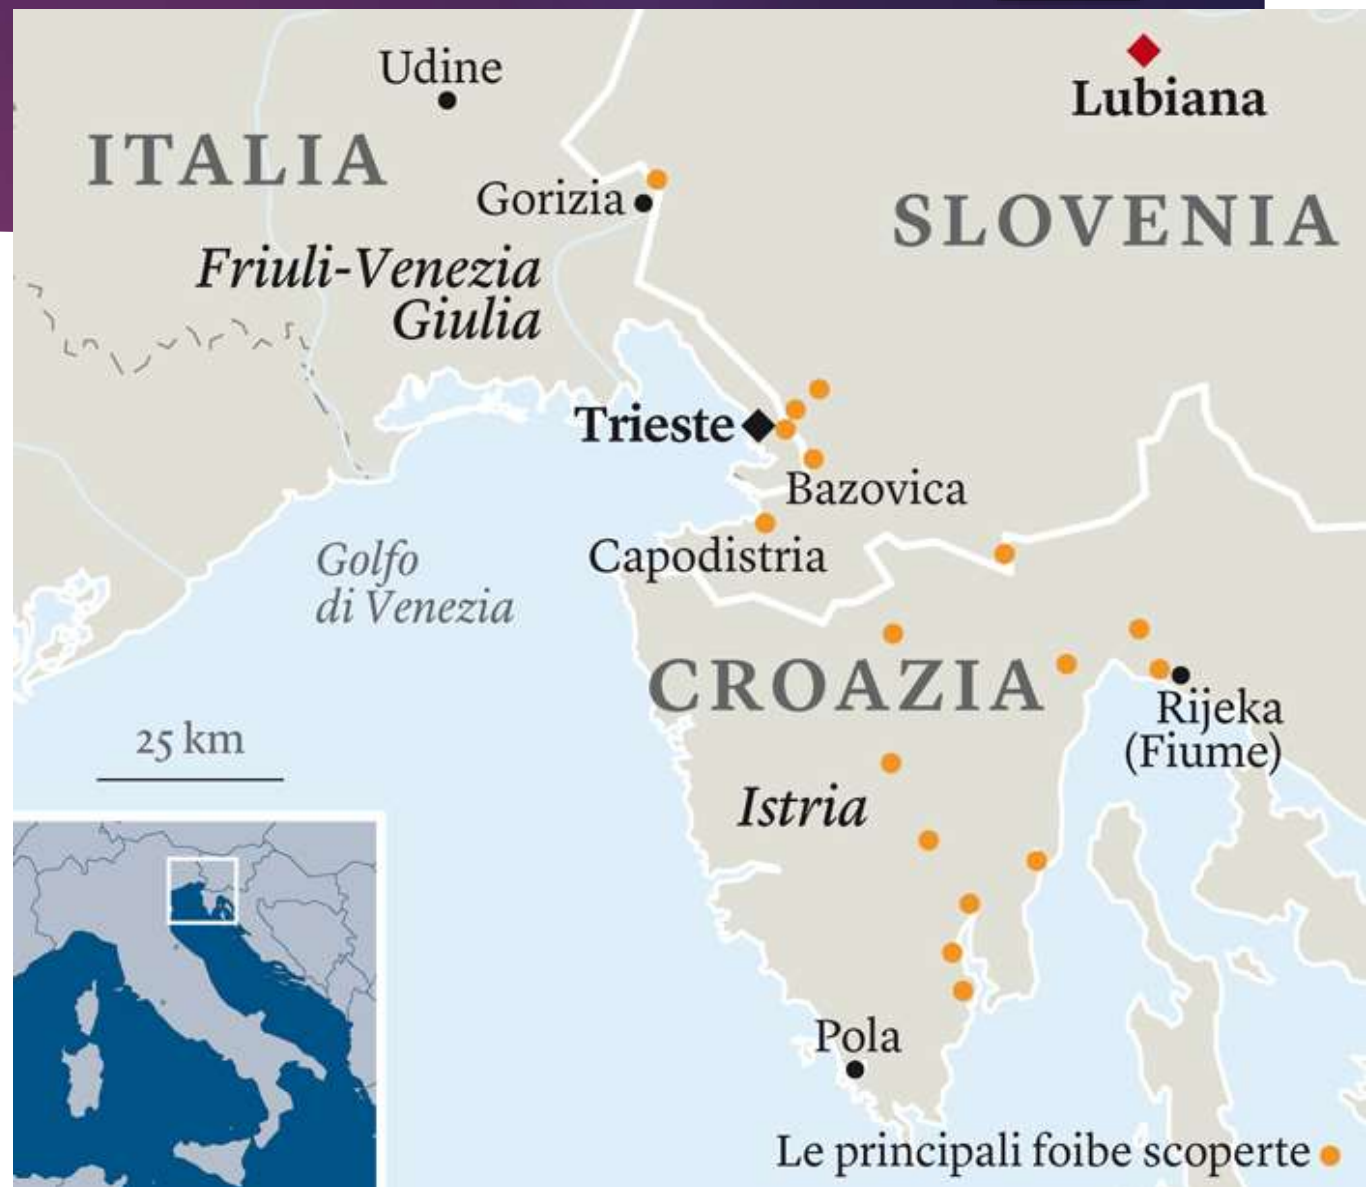 Udine
Lubiana
ITALIA
Gorizia
SLOVENIA
Friuli-Venezia
Giulia
Trieste
Bazovica
Capodistria
Golfo
di Venezia
CROAZIA
Rijeka
(Fiume)
25 km
Istria
Pola
Le principali foibe scoperte